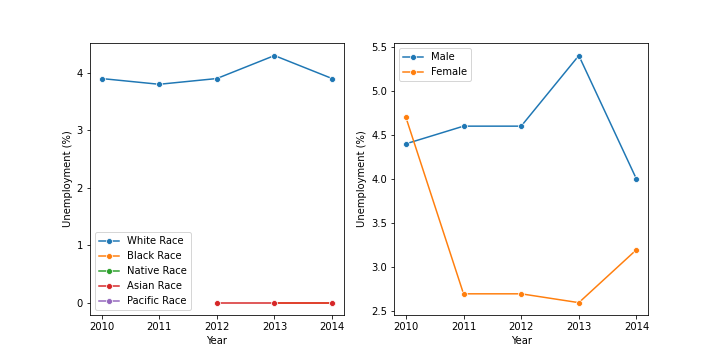 4
3
2
1
0
Unemployment (%)
White Race
Black Race
Native Race
Asian Race
Pacific Race
2010 2011 2012 2013 2014
Year
5.5
5.0
4.5
4.0
3.5
3.0
2.5
Unemployment (%)
Male
Female
2010 2011 2012 2013 2014
Year